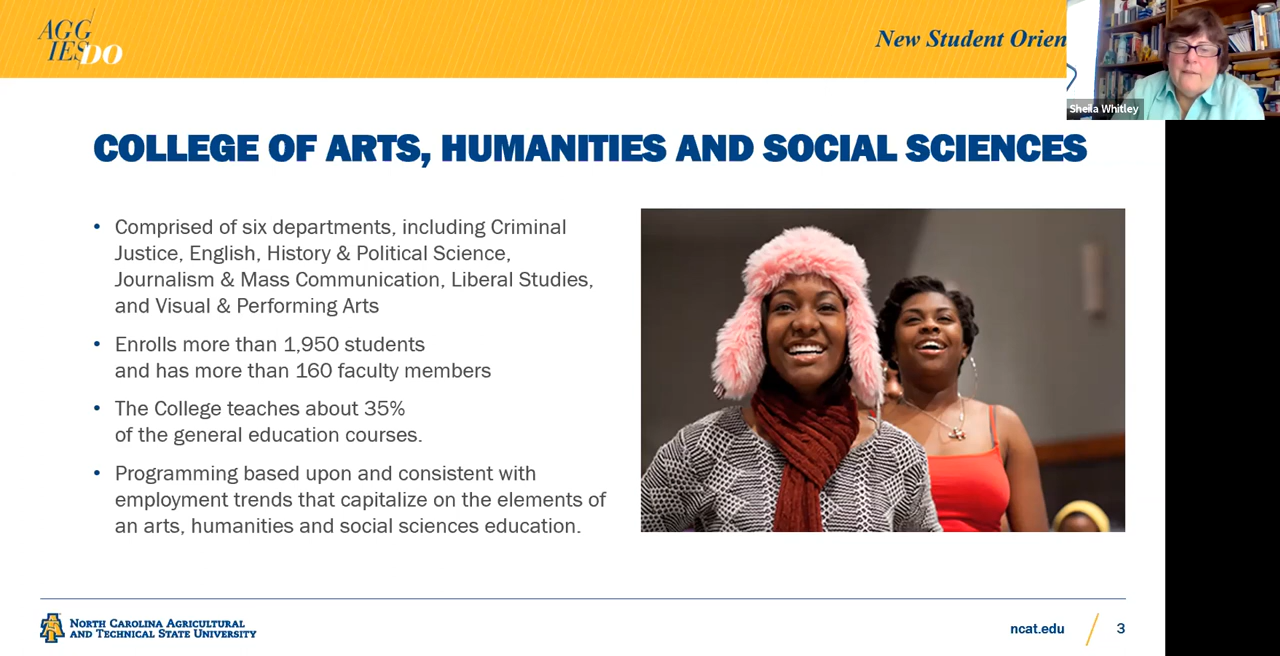 AGG
IES DO
New Student Orien
Sheila Whitley
COLLEGE OF ARTS, HUMANITIES AND SOCIAL SCIENCES
• Comprised of six departments, including Criminal
Justice, English, History & Political Science,
Journalism & Mass Communication, Liberal Studies,
and Visual & Performing Arts
• Enrolls more than 1,950 students
and has more than 160 faculty members
• The College teaches about 35%
of the general education courses.
• Programming based upon and consistent with
employment trends that capitalize on the elements of
an arts, humanities and social sciences education.
NORTH CAROLINA AGRICULTURAL
AND TECHNICAL STATE UNIVERSITY
ncat.edu / 3